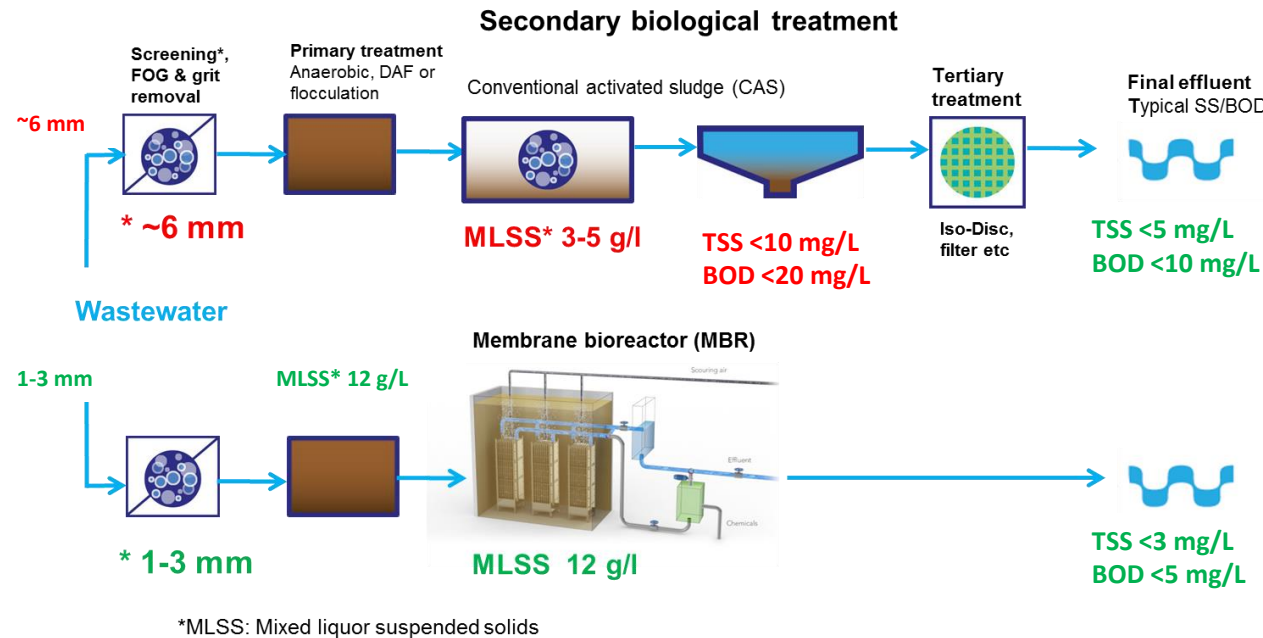 Secondary biological treatment
Screening*,
FOG & grit
removal
Primary treatment
Anaerobic, DAF or
flocculation
Conventional activated sludge (CAS)
Tertiary
treatment
Final effluent
Typical SS/BOD
~6 mm
* ~6 mm
MLSS* 3-5 g/l
TSS <10 mg/L
BOD <20 mg/L
Iso-Disc,
filter etc
TSS <5 mg/L
BOD <10 mg/L
Wastewater
Membrane bioreactor (MBR)
1-3 mm
MLSS* 12 g/L
Scouring air
Effluent
Chemicals
* 1-3 mm
MLSS 12 g/l
TSS <3 mg/L
BOD <5 mg/L
*MLSS: Mixed liquor suspended solids